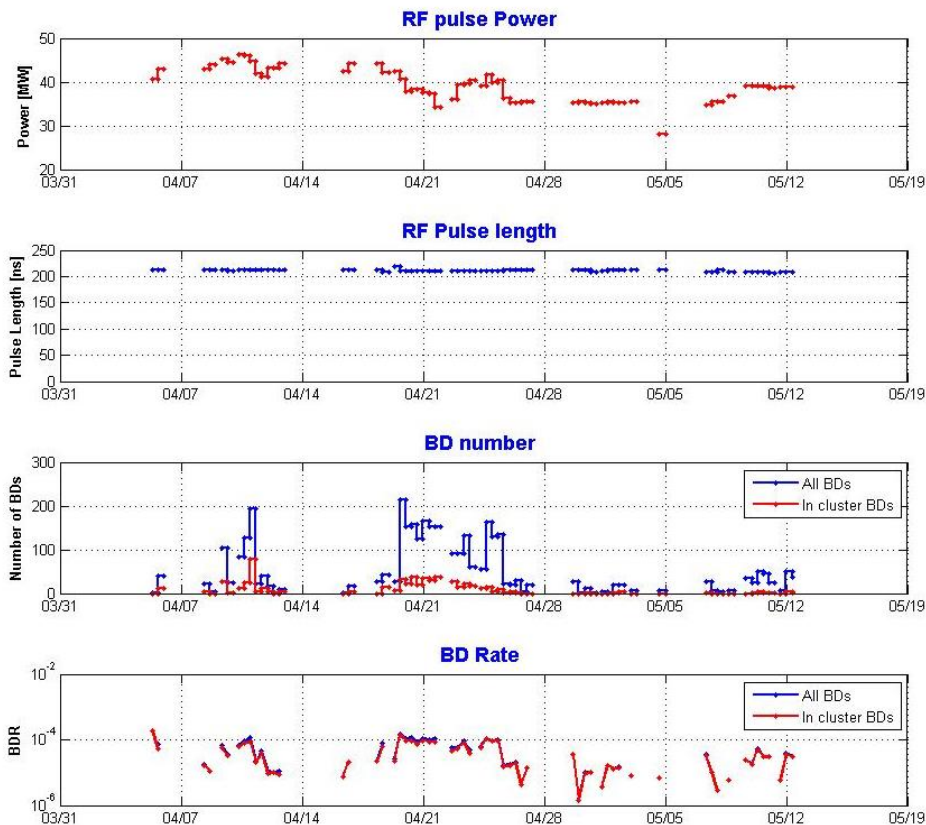 RF pulse Power
Power [MW]
50
40
30
20
03/31 04/07 04/14 04/21 04/28 05/05 05/12 05/19
RF Pulse length
Pulse Length [ns]
250
200
150
100
50
0
03/31 04/07 04/14 04/21 04/28 05/05 05/12 05/19
BD number
Number of BDs
300
200
100
0
All BDs
In cluster BDs
03/31 04/07 04/14 04/21 04/28 05/05 05/12 05/19
BD Rate
BDR
10⁻²
10⁻⁴
10⁻⁶
All BDs
In cluster BDs
03/31 04/07 04/14 04/21 04/28 05/05 05/12 05/19